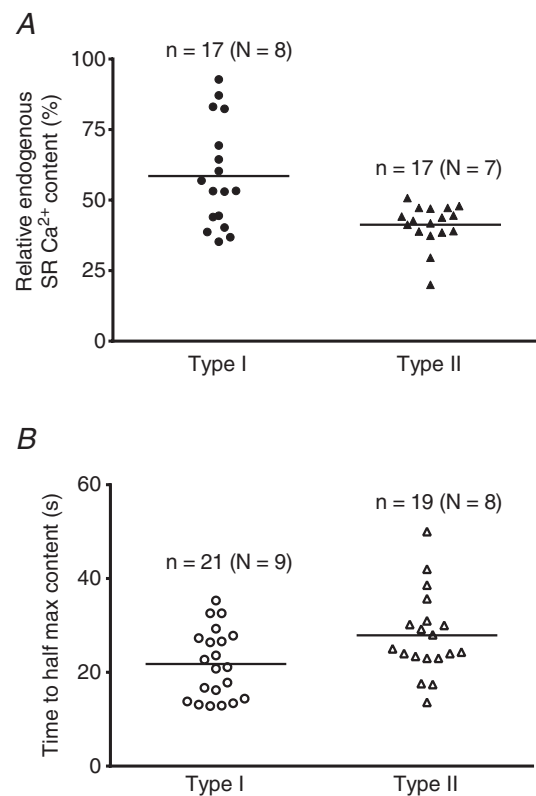 A
n = 17 (N = 8)
100
75
50
25
0
Relative endogenous
SR Ca²⁺ content (%)
n = 17 (N = 7)
Type I
Type II
B
60
40
20
0
Time to half max content (s)
n = 21 (N = 9)
n = 19 (N = 8)
Type I
Type II